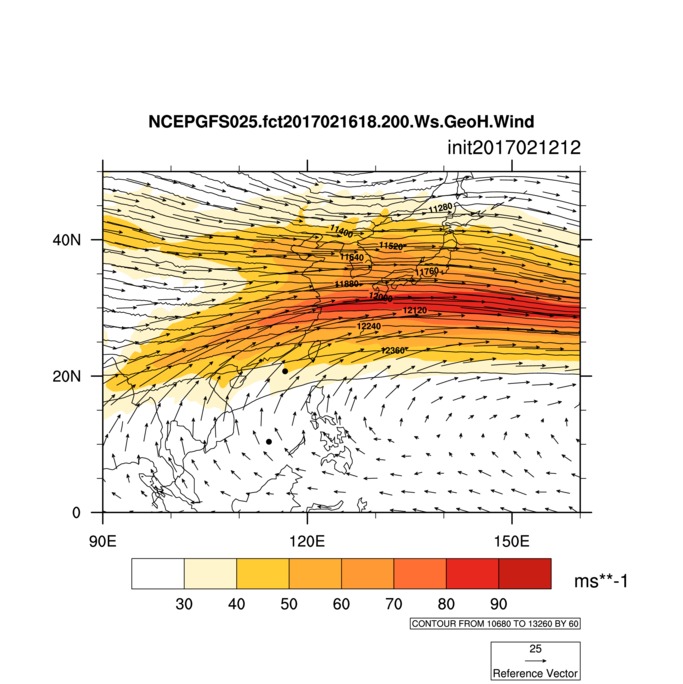 NCEPGFS025.fct2017021618.200.Ws.GeoH.Wind
init2017021212
11280
11400
11520
40N
11640
11760
11880
12000
12120
12240
12360
20N
0
90E 120E 150E
ms**-1
30 40 50 60 70 80 90
CONTOUR FROM 10680 TO 13260 BY 60
25
Reference Vector